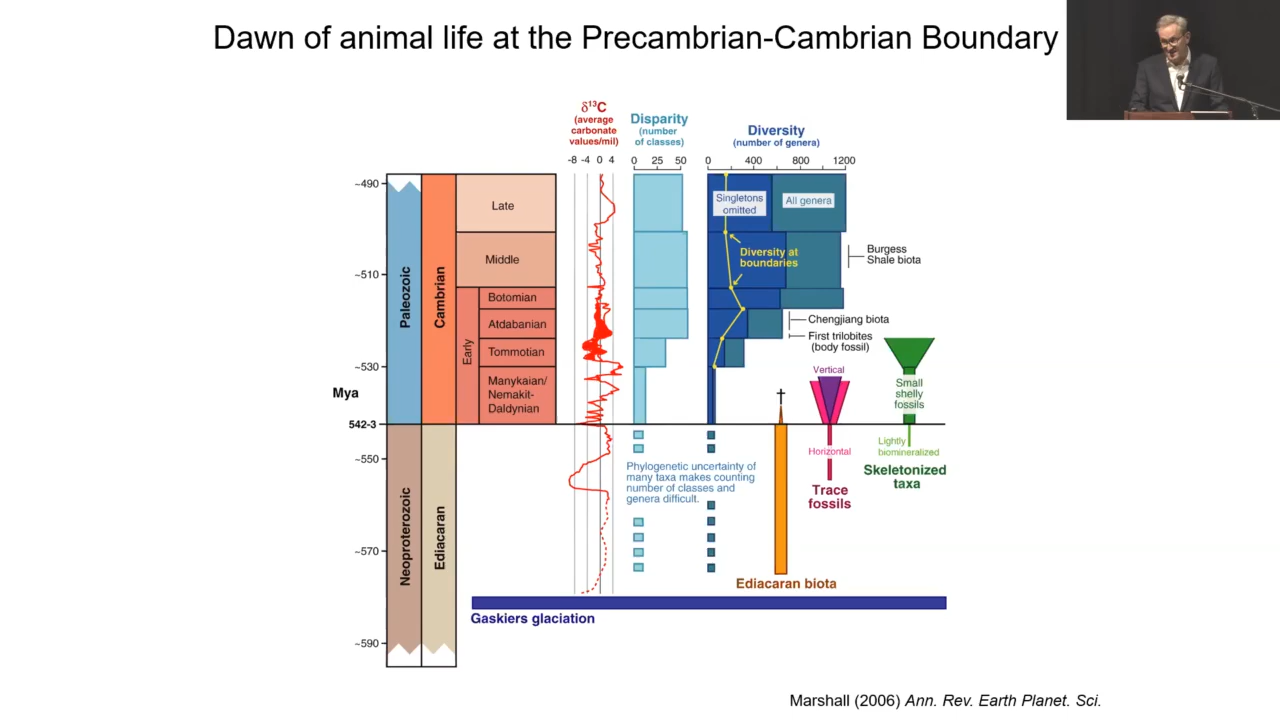 Dawn of animal life at the Precambrian-Cambrian Boundary
δ¹³C
(average
carbonate
values/mil)
-8 -4 0 4
Disparity
(number
of classes)
0 25 50
Diversity
(number of genera)
0 400 800 1200
~490
~510
~530
Mya
542-3
~550
~570
~590
Paleozoic
Neoproterozoic
Cambrian
Ediacaran
Late
Middle
Early
Botomian
Atdabanian
Tommotian
Manykaian/
Nemakit-
Daldynian
Singletons
omitted
All genera
Diversity at
boundaries
Burgess
Shale biota
Chengjiang biota
First trilobites
(body fossil)
Vertical
Horizontal
Trace
fossils
Small
shelly
fossils
Lightly
biomineralized
Skeletonized
taxa
Phylogenetic uncertainty of
many taxa makes counting
number of classes and
genera difficult.
†
Ediacaran biota
Gaskiers glaciation
Marshall (2006) Ann. Rev. Earth Planet. Sci.